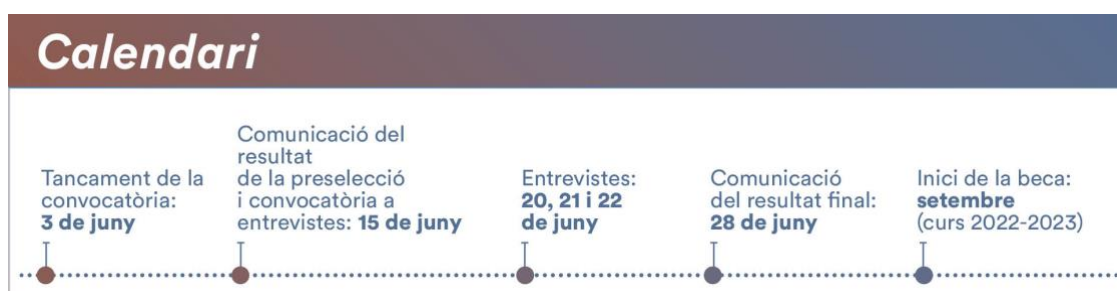 Calendari
Tancament de la
convocatòria:
3 de juny
Comunicació del
resultat
de la preselecció
i convocatòria a
entrevistes: 15 de juny
Entrevistes:
20, 21 i 22
de juny
Comunicació
del resultat final:
28 de juny
Inici de la beca:
setembre
(curs 2022-2023)